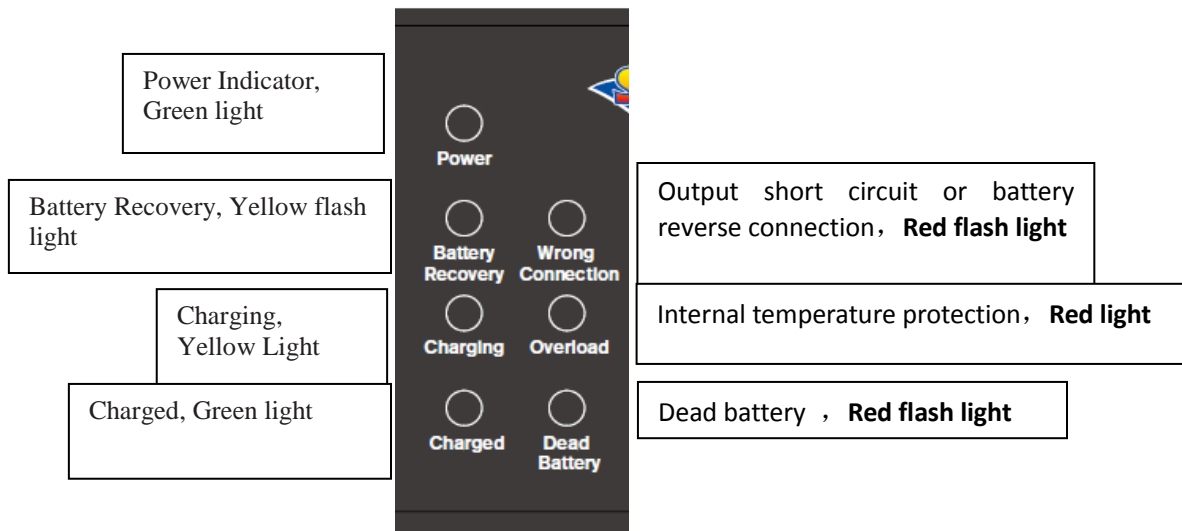 Power Indicator,
Green light
Power
Battery Recovery, Yellow flash
light
Battery
Recovery
Wrong
Connection
Output short circuit or battery
reverse connection，Red flash light
Charging,
Yellow Light
Charging
Overload
Internal temperature protection，Red light
Charged, Green light
Charged
Dead
Battery
Dead battery ，Red flash light